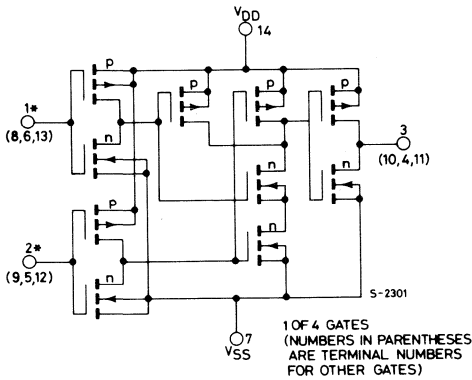 VDD
14
p
p
p
p
1*
(8,6,13)
n
n
n
3
(10,4,11)
p
n
2*
(9,5,12)
n
S-2301
7
VSS
1 OF 4 GATES
(NUMBERS IN PARENTHESES
ARE TERMINAL NUMBERS
FOR OTHER GATES)